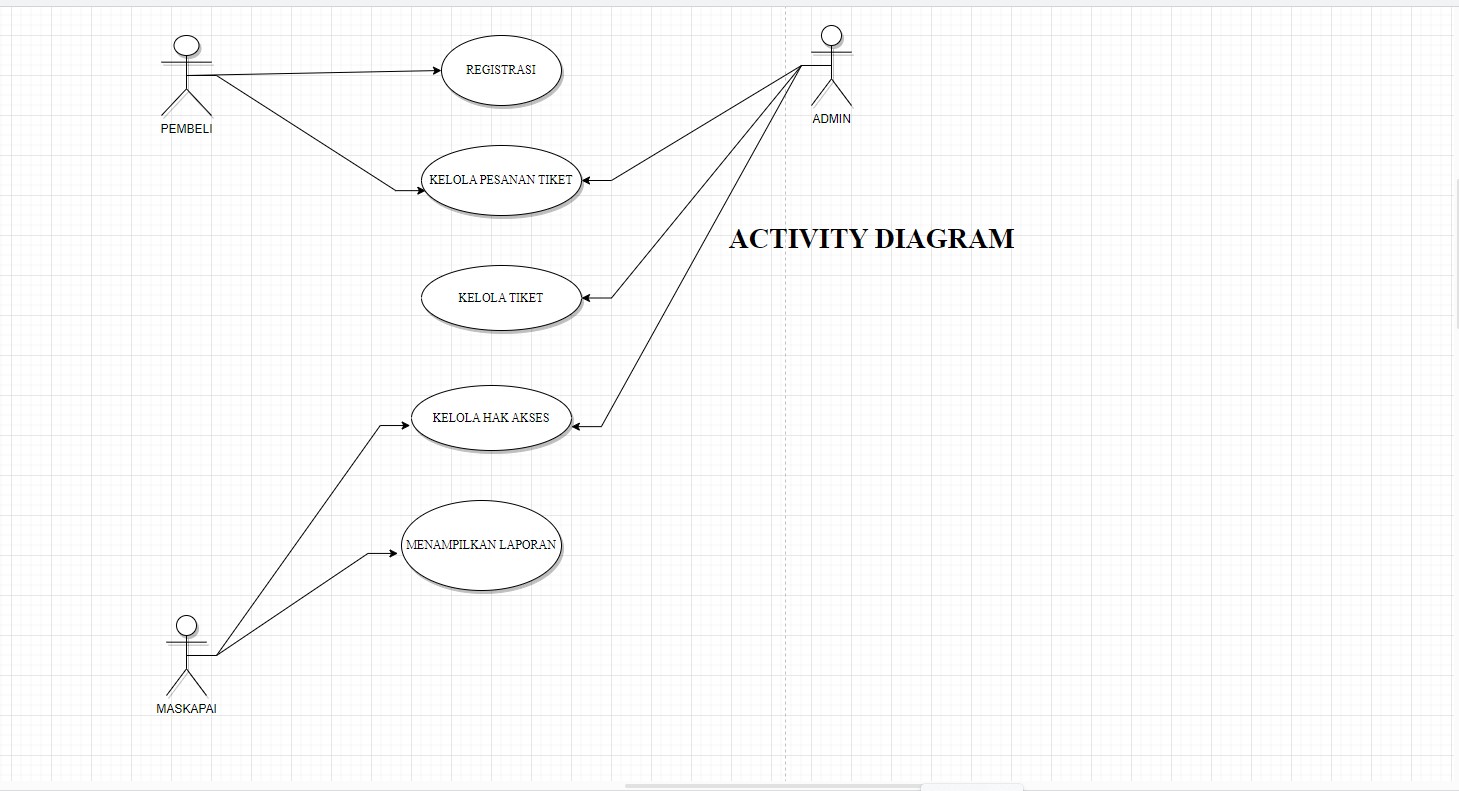 REGISTRASI
PEMBELI
ADMIN
KELOLA PESANAN TIKET
ACTIVITY DIAGRAM
KELOLA TIKET
KELOLA HAK AKSES
MENAMPILKAN LAPORAN
MASKAPAI